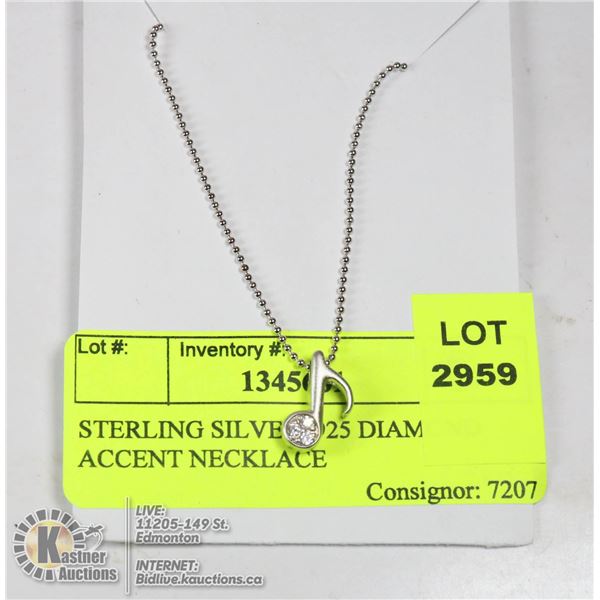 LOT
2959
Lot #:
Inventory #:
STERLING DIAM
ACCENT NECKLACE
Consignor: 7207
Kastner
Auctions
LIVE:
11205-149 St.
Edmonton
INTERNET:
Bidlive.kauctions.ca